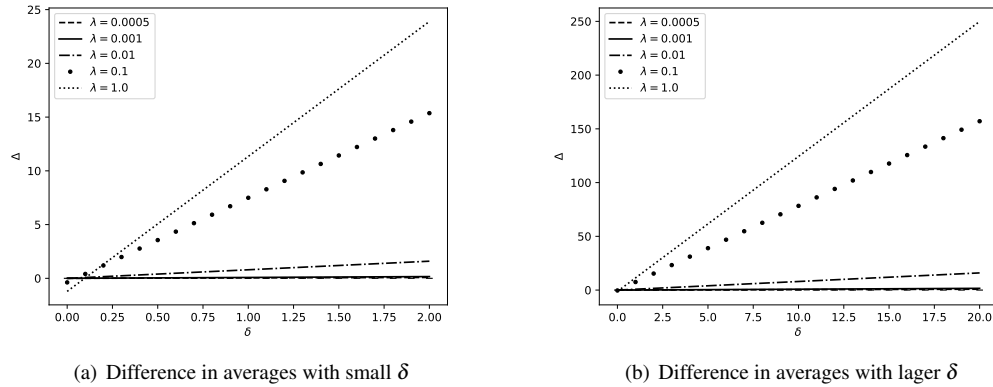 25
20
15
10
5
0
Δ
λ = 0.0005
λ = 0.001
λ = 0.01
λ = 0.1
λ = 1.0
0.00 0.25 0.50 0.75 1.00 1.25 1.50 1.75 2.00
δ
(a) Difference in averages with small δ
250
200
150
100
50
0
Δ
λ = 0.0005
λ = 0.001
λ = 0.01
λ = 0.1
λ = 1.0
0.0 2.5 5.0 7.5 10.0 12.5 15.0 17.5 20.0
δ
(b) Difference in averages with lager δ